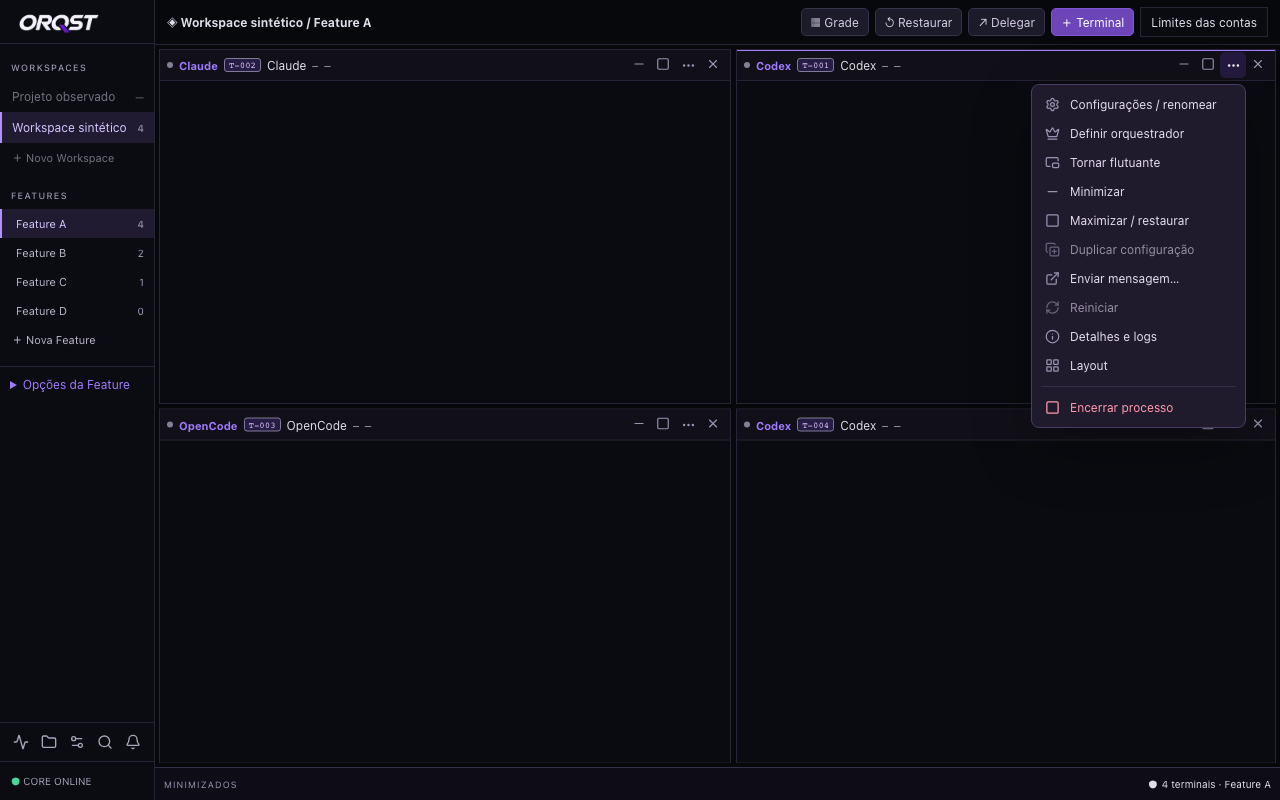 ORQST
◈ Workspace sintético / Feature A
▦ Grade
↺ Restaurar
↗ Delegar
+ Terminal
Limites das contas
WORKSPACES
Projeto observado —
Workspace sintético 4
+ Novo Workspace
FEATURES
Feature A 4
Feature B 2
Feature C 1
Feature D 0
+ Nova Feature
▶ Opções da Feature
CORE ONLINE
Claude T-002 Claude — —
Codex T-001 Codex — —
Configurações / renomear
Definir orquestrador
Tornar flutuante
Minimizar
Maximizar / restaurar
Duplicar configuração
Enviar mensagem...
Reiniciar
Detalhes e logs
Layout
Encerrar processo
OpenCode T-003 OpenCode — —
Codex T-004 Codex — —
MINIMIZADOS
4 terminais · Feature A